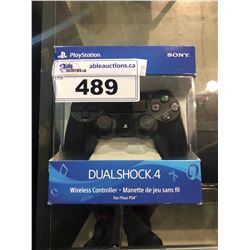 PlayStation
SONY
ableauctions.ca
489
DUALSHOCK 4
Wireless Controller • Manette de jeu sans fil
For / Pour PS4™